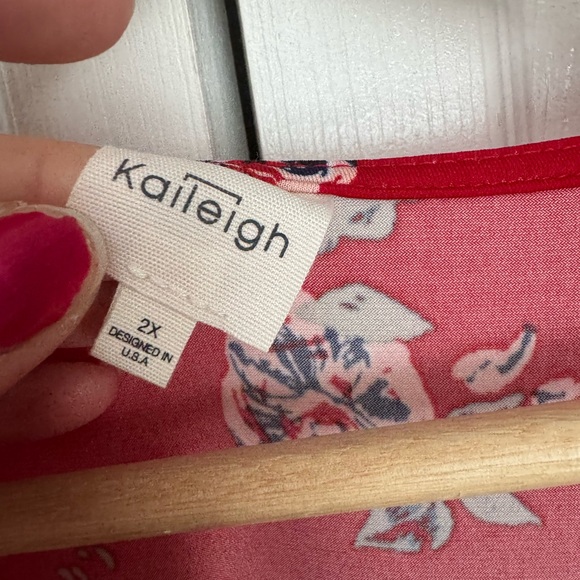 Kaileigh
2X
DESIGNED IN
U.S.A